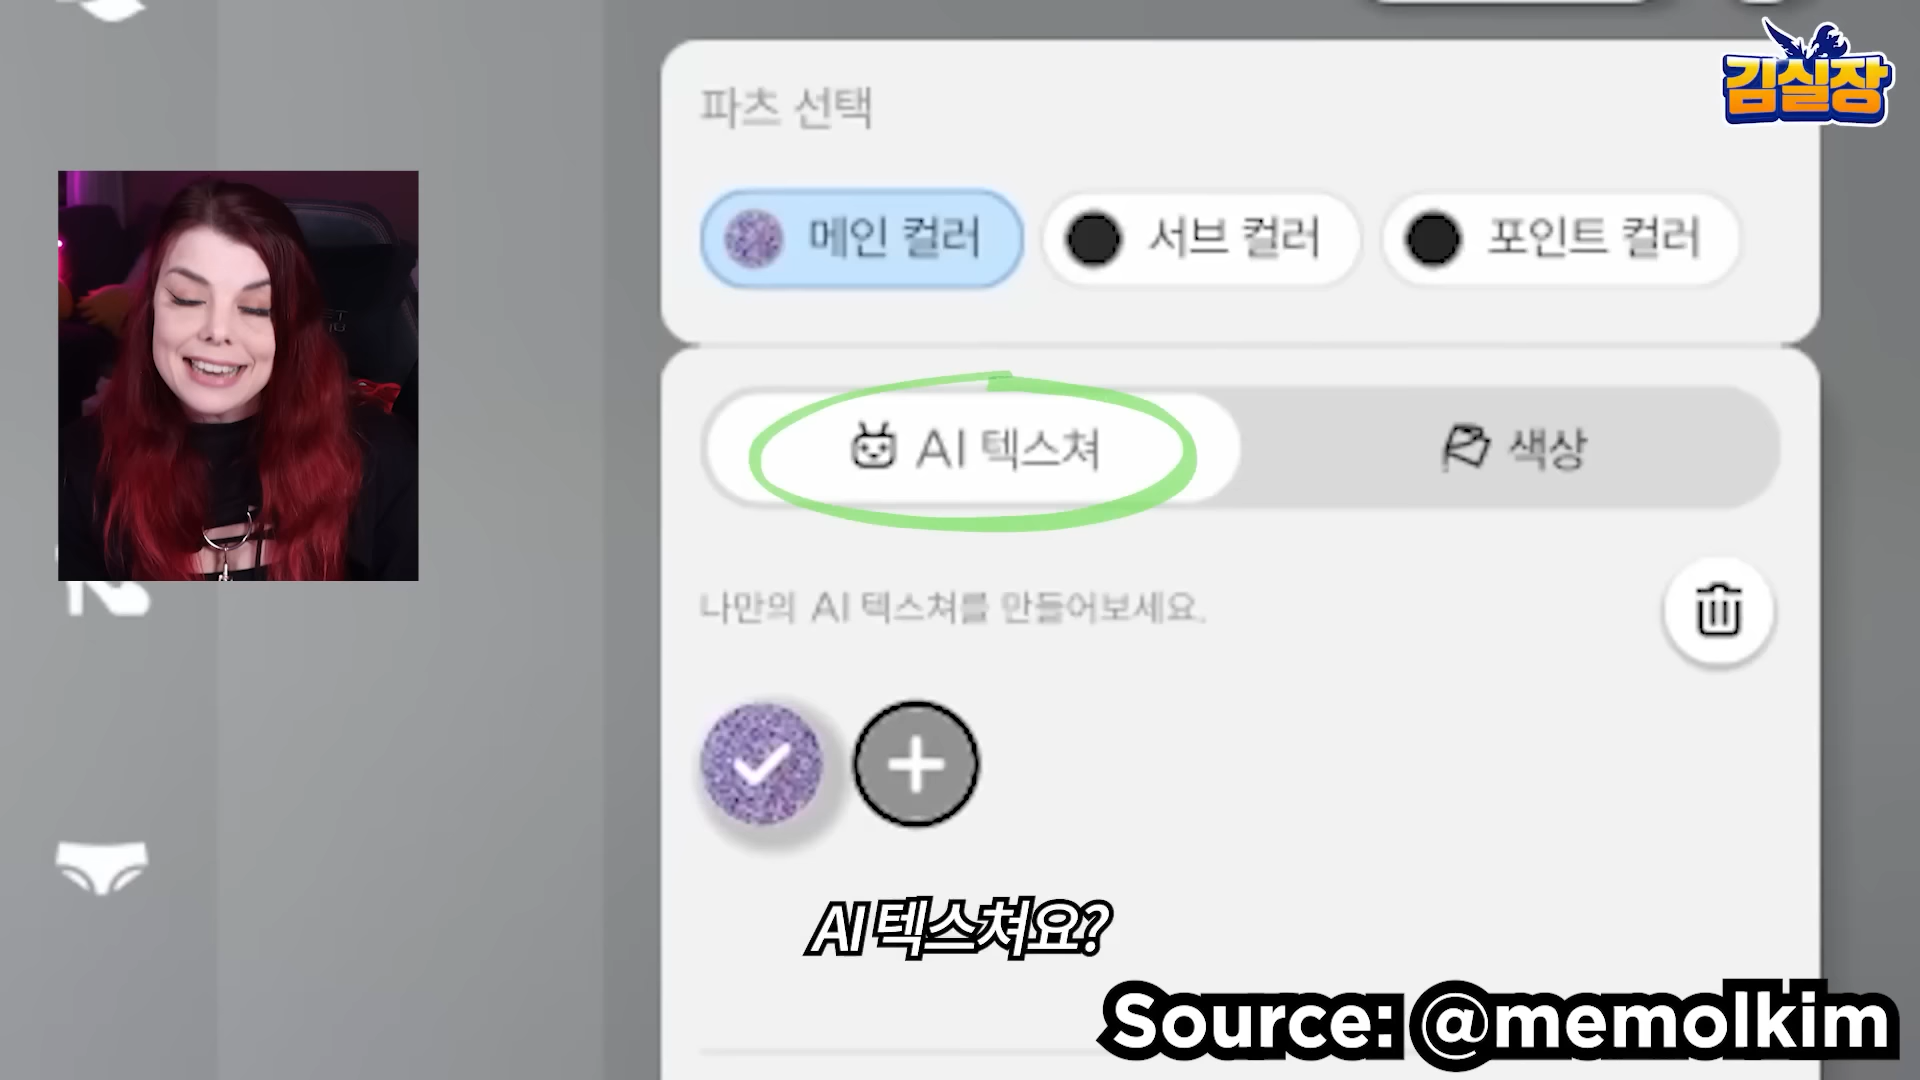 김실장
파츠 선택
메인 컬러
서브 컬러
포인트 컬러
AI 텍스쳐
색상
나만의 AI 텍스쳐를 만들어보세요.
AI 텍스쳐요?
Source: @memolkim